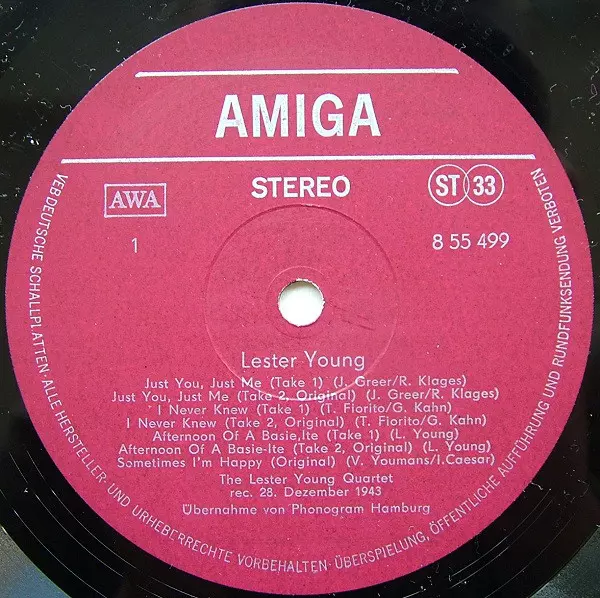 AMIGA
AWA
STEREO
ST 33
1
8 55 499
Lester Young
Just You, Just Me (Take 1) (J. Greer/R. Klages)
Just You, Just Me (Take 2, Original) (J. Greer/R. Klages)
I Never Knew (Take 1) (T. Fiorito/G. Kahn)
I Never Knew (Take 2, Original) (T. Fiorito/G. Kahn)
Afternoon Of A Basie,lte (Take 1) (L. Young)
Afternoon Of A Basie-lte (Take 2, Original) (L. Young)
Sometimes I'm Happy (Original) (V. Youmans/I.Caesar)
The Lester Young Quartet
rec. 28. Dezember 1943
Übernahme von Phonogram Hamburg
VEB DEUTSCHE SCHALLPLATTEN · ALLE HERSTELLER- UND URHEBERRECHTE VORBEHALTEN · ÜBERSPIELUNG, ÖFFENTLICHE AUFFÜHRUNG UND RUNDFUNKSENDUNG VERBOTEN